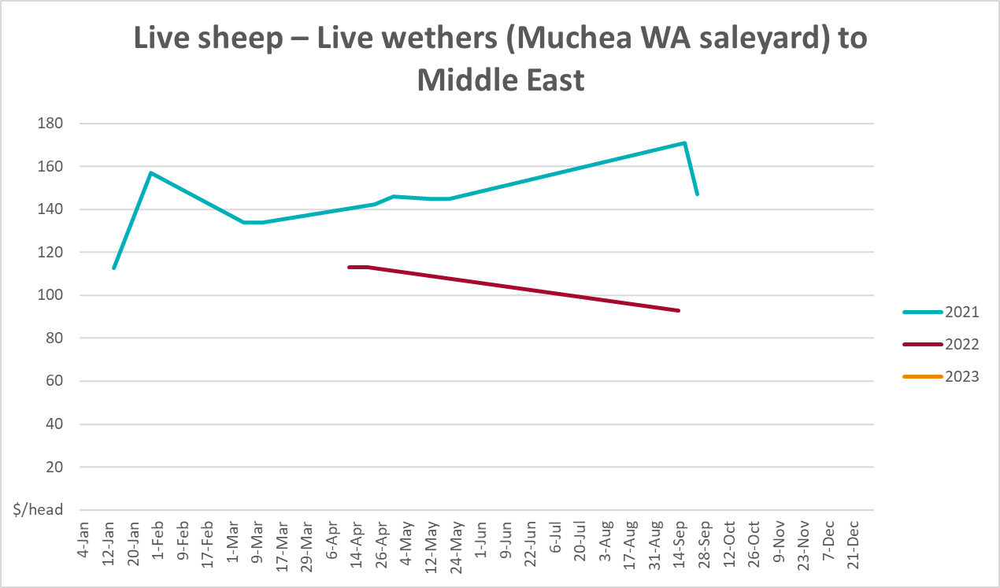 Live sheep – Live wethers (Muchea WA saleyard) to
Middle East
180
160
140
120
100
80
60
40
20
$/head
4-Jan
12-Jan
20-Jan
1-Feb
9-Feb
17-Feb
1-Mar
9-Mar
17-Mar
29-Mar
6-Apr
14-Apr
26-Apr
4-May
12-May
24-May
1-Jun
9-Jun
22-Jun
6-Jul
20-Jul
3-Aug
17-Aug
31-Aug
14-Sep
28-Sep
12-Oct
26-Oct
9-Nov
23-Nov
7-Dec
21-Dec
2021
2022
2023